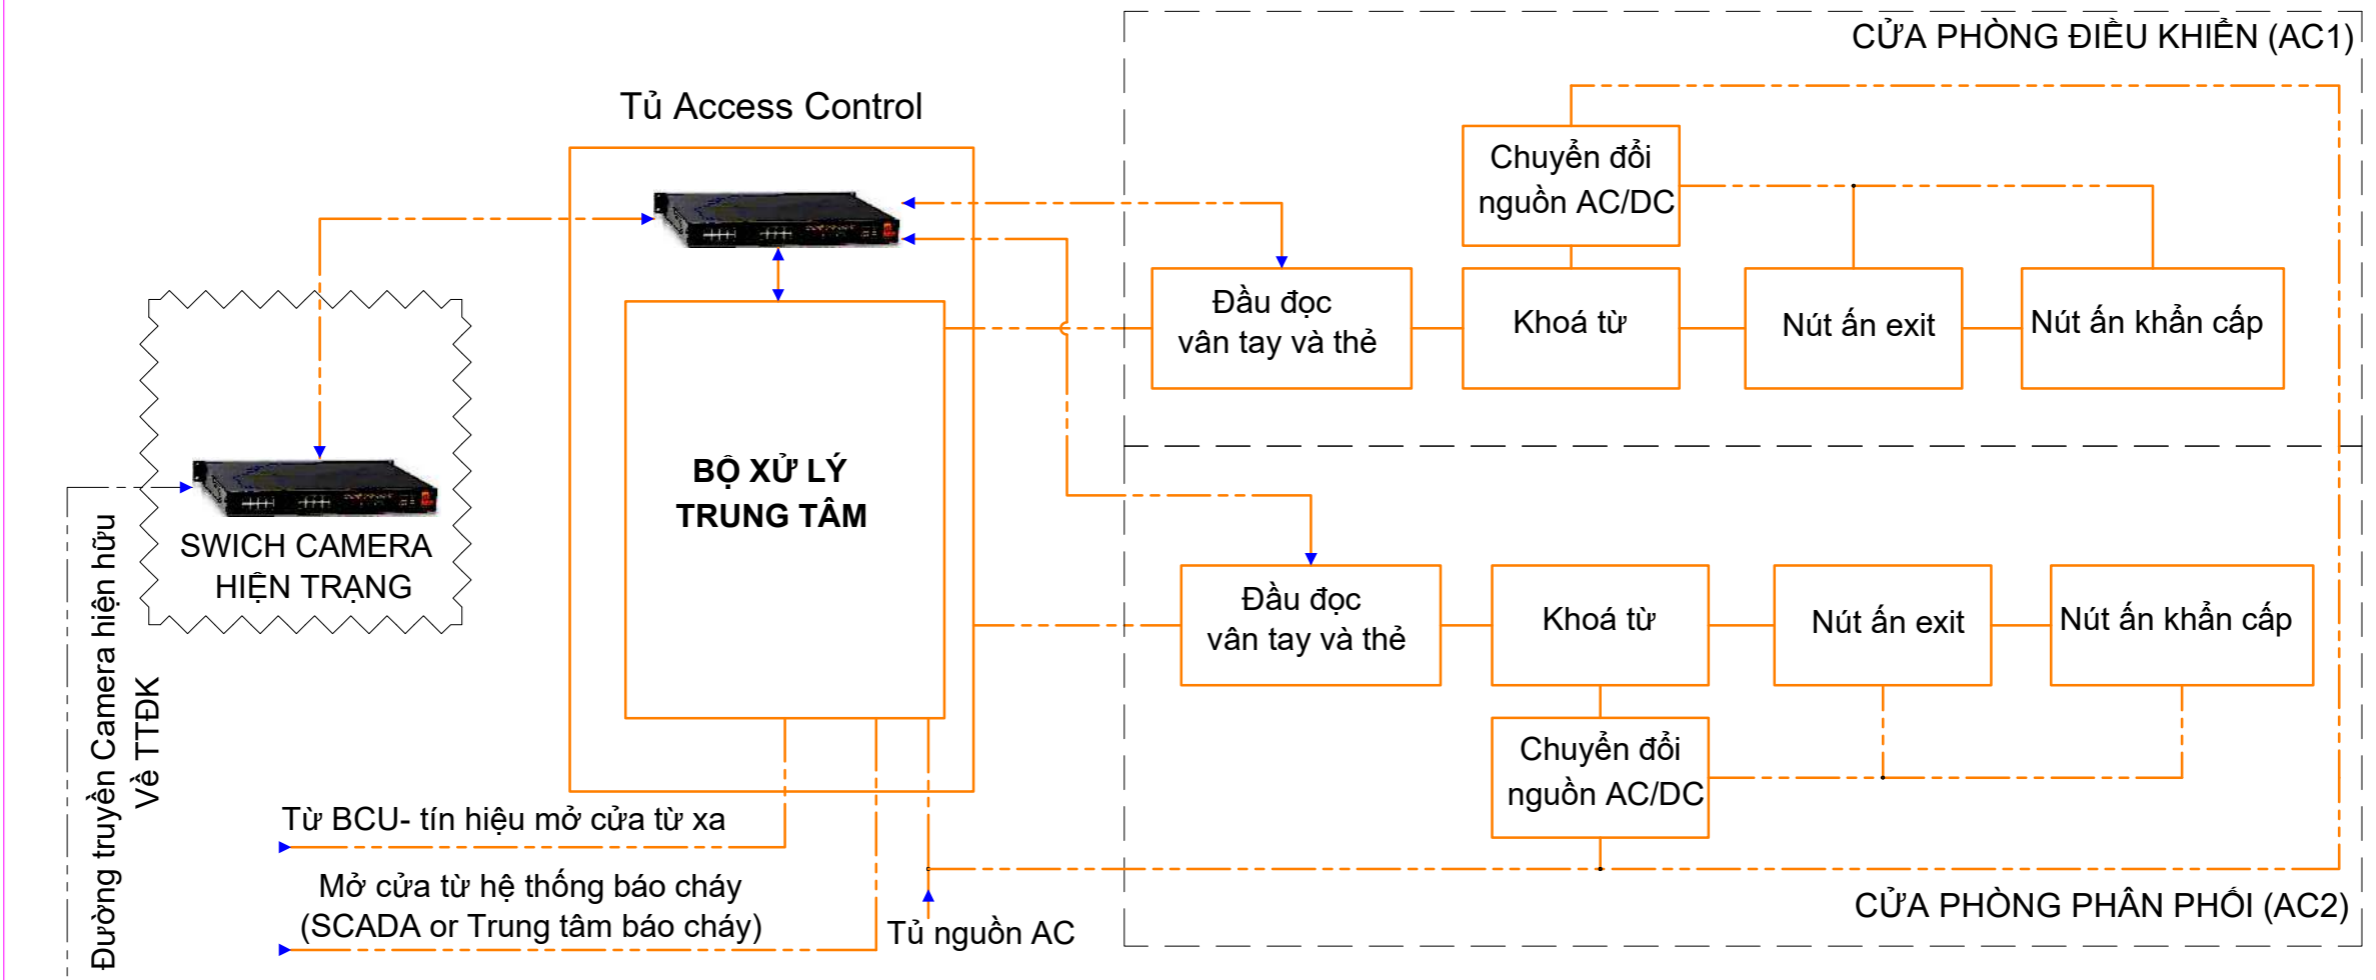 CỬA PHÒNG ĐIỀU KHIỂN (AC1)
Tủ Access Control
Chuyển đổi
nguồn AC/DC
Đầu đọc
vân tay và thẻ
Khoá từ
Nút ấn exit
Nút ấn khẩn cấp
BỘ XỬ LÝ
TRUNG TÂM
SWICH CAMERA
HIỆN TRẠNG
Đường truyền Camera hiện hữu
Về TTĐK
Đầu đọc
vân tay và thẻ
Khoá từ
Nút ấn exit
Nút ấn khẩn cấp
Chuyển đổi
nguồn AC/DC
Từ BCU- tín hiệu mở cửa từ xa
Mở cửa từ hệ thống báo cháy
(SCADA or Trung tâm báo cháy)
Tủ nguồn AC
CỬA PHÒNG PHÂN PHỐI (AC2)